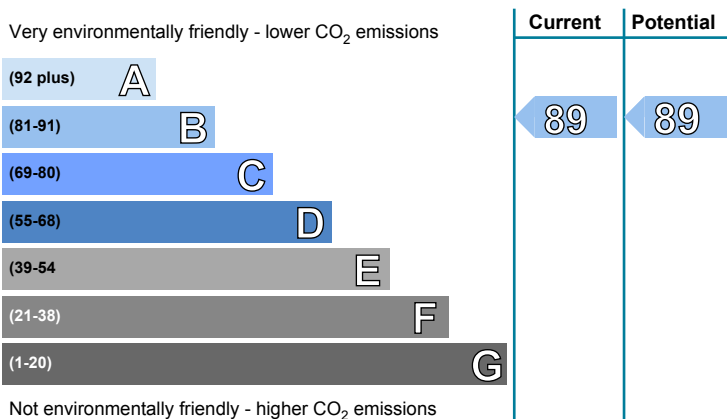 Very environmentally friendly - lower CO2 emissions
Current
Potential
(92 plus) A
(81-91) B
89
89
(69-80) C
(55-68) D
(39-54 E
(21-38) F
(1-20) G
Not environmentally friendly - higher CO2 emissions